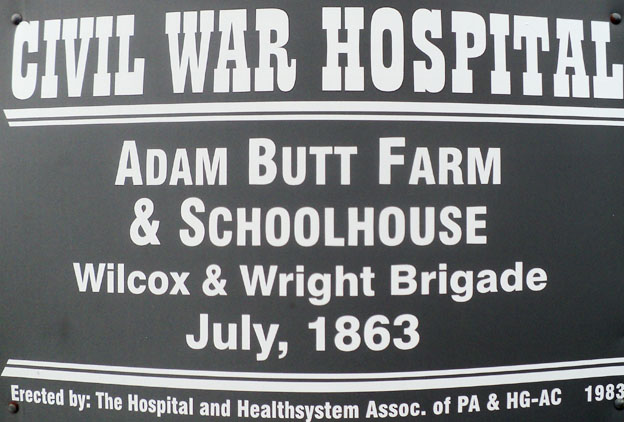 CIVIL WAR HOSPITAL
ADAM BUTT FARM
& SCHOOLHOUSE
Wilcox & Wright Brigade
July, 1863
Erected by: The Hospital and Healthsystem Assoc. of PA & HG-AC 1983